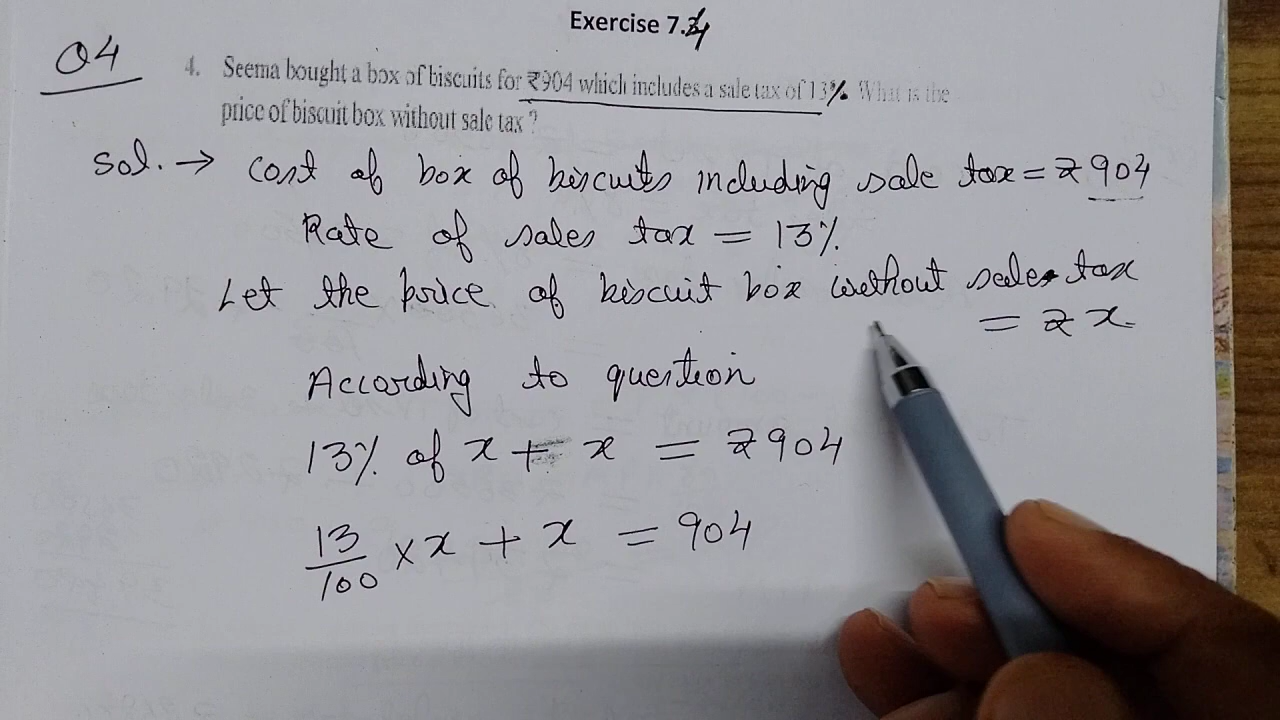 Exercise 7.4
Q4
4. Seema bought a box of biscuits for ₹904 which includes a sale tax of 13%. What is the
price of biscuit box without sale tax ?
Sol. → Cost of box of biscuits including sale tax = ₹904
Rate of sales tax = 13%
Let the price of biscuit box without sale tax
= ₹ x
According to question
13% of x + x = ₹904
13/100 × x + x = 904